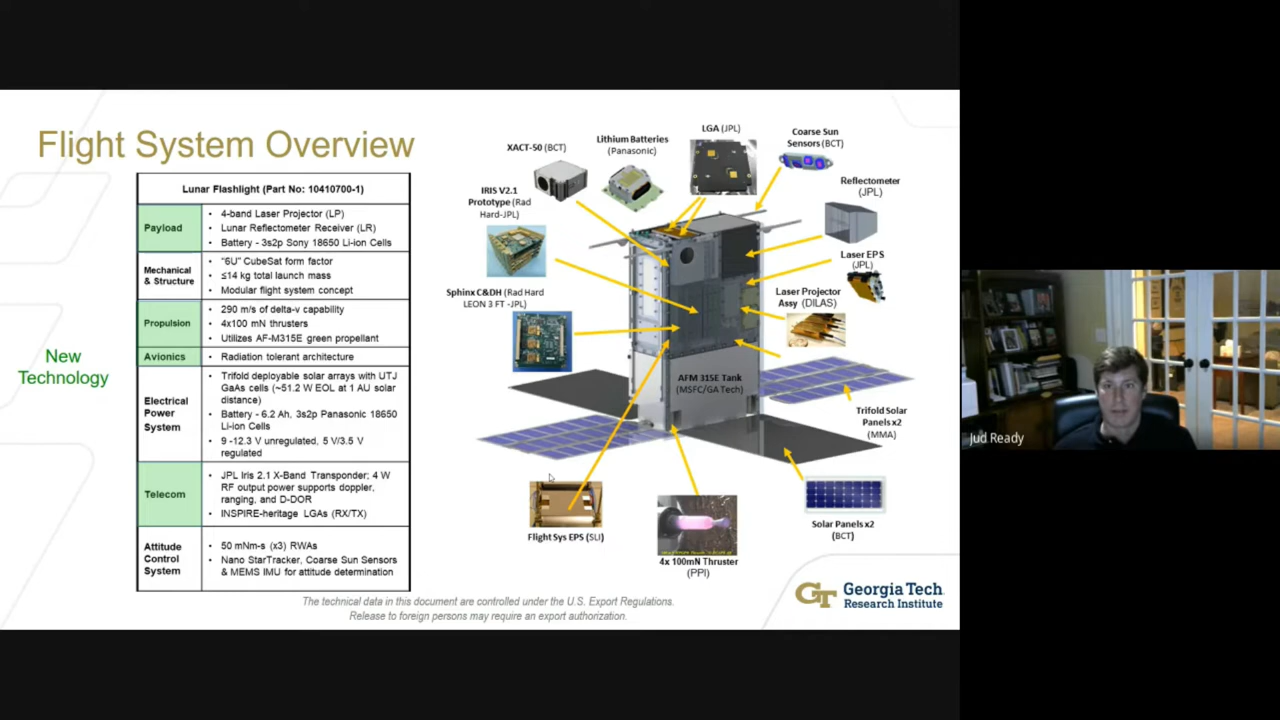 Flight System Overview
Lunar Flashlight (Part No: 10410700-1)
Payload
• 4-band Laser Projector (LP)
• Lunar Reflectometer Receiver (LR)
• Battery - 3s2p Sony 18650 Li-ion Cells
Mechanical
& Structure
• “6U” CubeSat form factor
• ≤14 kg total launch mass
• Modular flight system concept
Propulsion
• 290 m/s of delta-v capability
• 4x100 mN thrusters
• Utilizes AF-M315E green propellant
Avionics
• Radiation tolerant architecture
Electrical
Power
System
• Trifold deployable solar arrays with UTJ
GaAs cells (~51.2 W EOL at 1 AU solar
distance)
• Battery - 6.2 Ah, 3s2p Panasonic 18650
Li-ion Cells
• 9 -12.3 V unregulated, 5 V/3.5 V
regulated
Telecom
• JPL Iris 2.1 X-Band Transponder; 4 W
RF output power supports doppler,
ranging, and D-DOR
• INSPIRE-heritage LGAs (RX/TX)
Attitude
Control
System
• 50 mNm-s (x3) RWAs
• Nano StarTracker, Coarse Sun Sensors
& MEMS IMU for attitude determination
New
Technology
XACT-50 (BCT)
Lithium Batteries
(Panasonic)
LGA (JPL)
Coarse Sun
Sensors (BCT)
IRIS V2.1
Prototype (Rad
Hard-JPL)
Reflectometer
(JPL)
Laser EPS
(JPL)
Sphinx C&DH (Rad Hard
LEON 3 FT -JPL)
Laser Projector
Assy (DILAS)
AFM 315E Tank
(MSFC/GA Tech)
Trifold Solar
Panels x2
(MMA)
Flight Sys EPS (SLI)
4x 100mN Thruster
(PPI)
Solar Panels x2
(BCT)
The technical data in this document are controlled under the U.S. Export Regulations.
Release to foreign persons may require an export authorization.
GT
Georgia Tech
Research Institute
Jud Ready